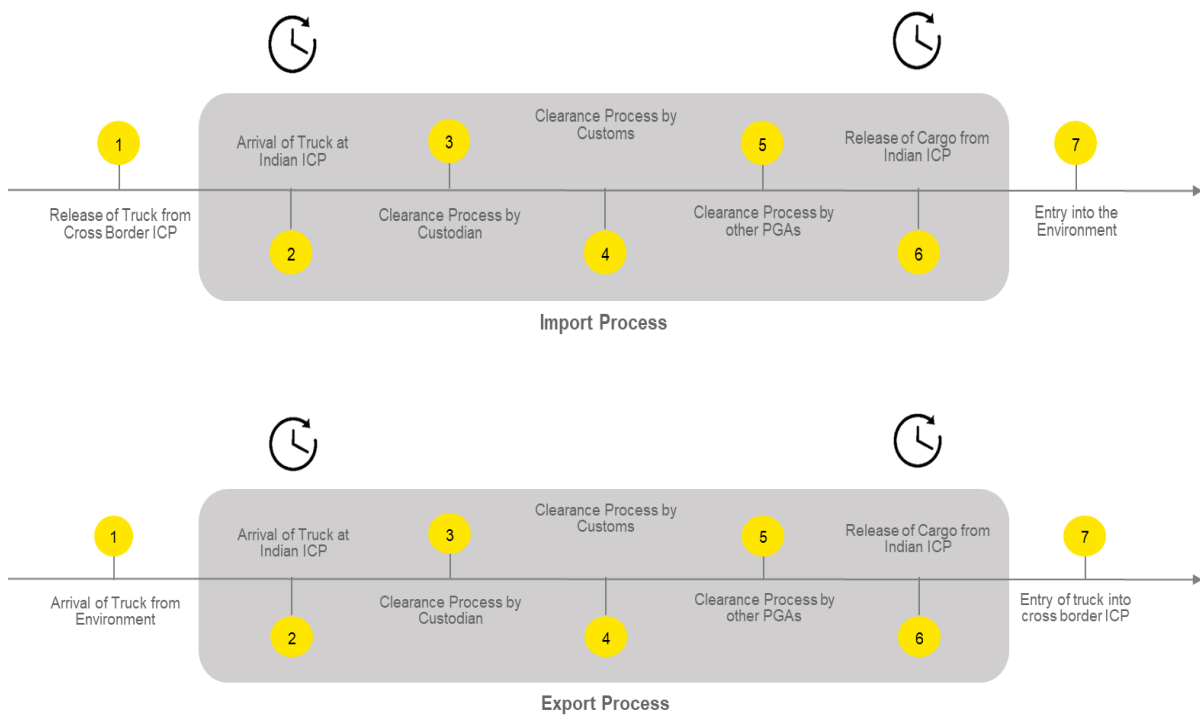 Clearance Process by
Customs
1
Arrival of Truck at
Indian ICP
3
5
Release of Cargo from
Indian ICP
7
Release of Truck from
Cross Border ICP
2
Clearance Process by
Custodian
4
Clearance Process by
other PGAs
6
Entry into the
Environment
Import Process
Clearance Process by
Customs
1
Arrival of Truck at
Indian ICP
3
5
Release of Cargo from
Indian ICP
7
Arrival of Truck from
Environment
2
Clearance Process by
Custodian
4
Clearance Process by
other PGAs
6
Entry of truck into
cross border ICP
Export Process